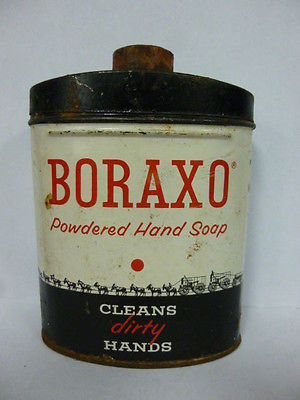 BORAXO®
Powdered Hand Soap
CLEANS
dirty
HANDS